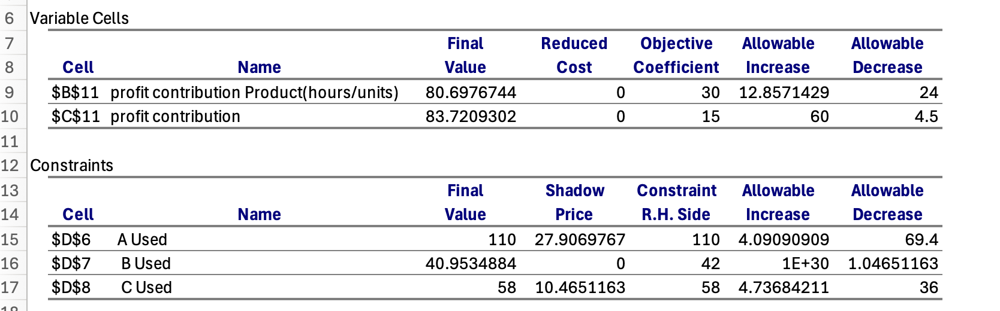 6 Variable Cells
7 Final Reduced Objective Allowable Allowable
8 Cell Name Value Cost Coefficient Increase Decrease
9 $B$11 profit contribution Product(hours/units) 80.6976744 0 30 12.8571429 24
10 $C$11 profit contribution 83.7209302 0 15 60 4.5
11
12 Constraints
13 Final Shadow Constraint Allowable Allowable
14 Cell Name Value Price R.H. Side Increase Decrease
15 $D$6 A Used 110 27.9069767 110 4.09090909 69.4
16 $D$7 B Used 40.9534884 0 42 1E+30 1.04651163
17 $D$8 C Used 58 10.4651163 58 4.73684211 36
18